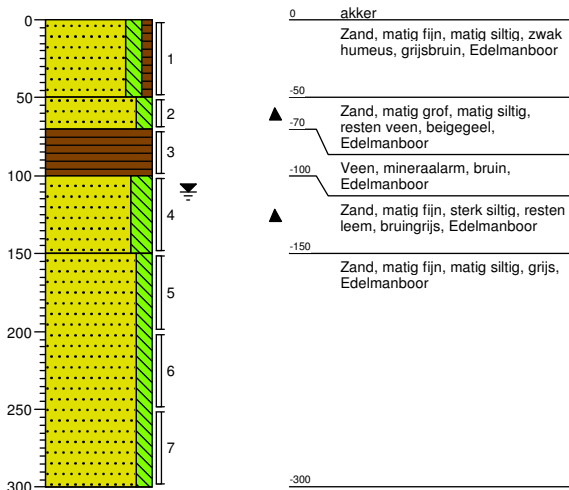 0
50
100
150
200
250
300
1
2
3
4
5
6
7
0 akker
Zand, matig fijn, matig siltig, zwak
humeus, grijsbruin, Edelmanboor
-50
Zand, matig grof, matig siltig,
resten veen, beigegeel,
Edelmanboor
-70
Veen, mineraalarm, bruin,
Edelmanboor
-100
Zand, matig fijn, sterk siltig, resten
leem, bruingrijs, Edelmanboor
-150
Zand, matig fijn, matig siltig, grijs,
Edelmanboor
-300